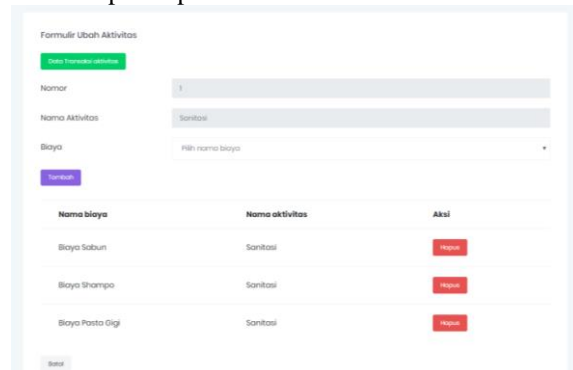 Formulir Ubah Aktivitas
Data Transaksi aktivitas
Nomor 1
Nama Aktivitas Sanitasi
Biaya Pilih nama biaya
Tambah
Nama biaya Nama aktivitas Aksi
Biaya Sabun Sanitasi Hapus
Biaya Shampo Sanitasi Hapus
Biaya Pasta Gigi Sanitasi Hapus
Batal